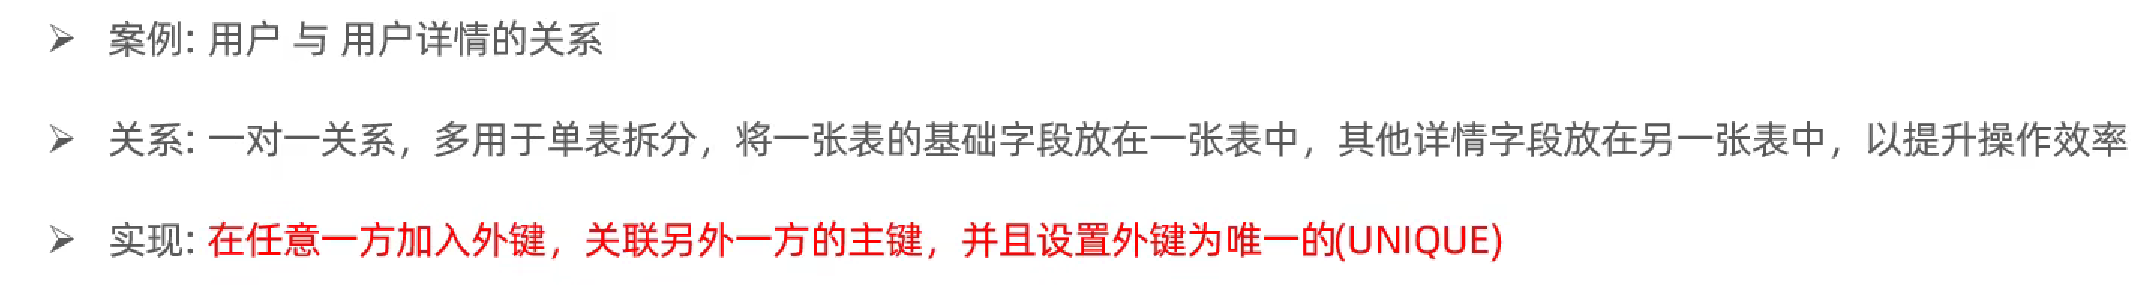 ➢ 案例: 用户 与 用户详情的关系
➢ 关系: 一对一关系，多用于单表拆分，将一张表的基础字段放在一张表中，其他详情字段放在另一张表中，以提升操作效率
➢ 实现: 在任意一方加入外键，关联另外一方的主键，并且设置外键为唯一的(UNIQUE)